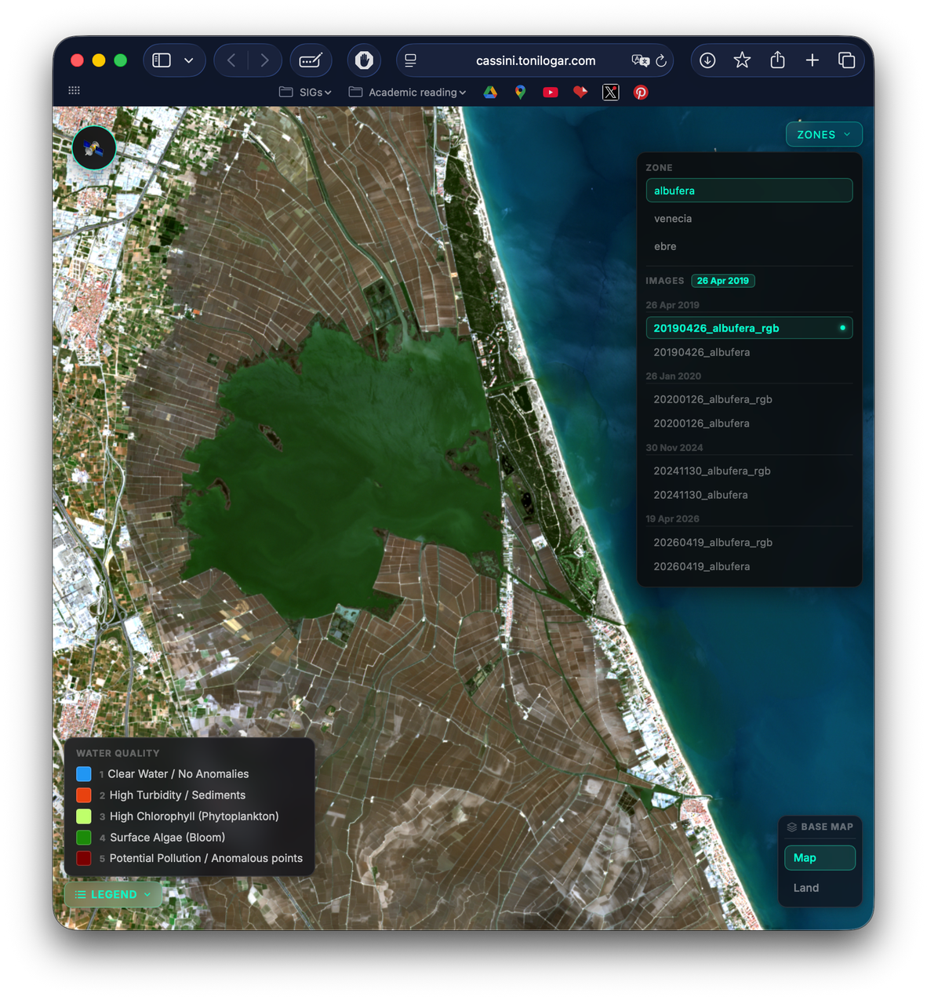 cassini.tonilogar.com
SIGs
Academic reading
ZONES
ZONE
albufera
venecia
ebre
IMAGES 26 Apr 2019
26 Apr 2019
20190426_albufera_rgb
20190426_albufera
26 Jan 2020
20200126_albufera_rgb
20200126_albufera
30 Nov 2024
20241130_albufera_rgb
20241130_albufera
19 Apr 2026
20260419_albufera_rgb
20260419_albufera
WATER QUALITY
1 Clear Water / No Anomalies
2 High Turbidity / Sediments
3 High Chlorophyll (Phytoplankton)
4 Surface Algae (Bloom)
5 Potential Pollution / Anomalous points
LEGEND
BASE MAP
Map
Land